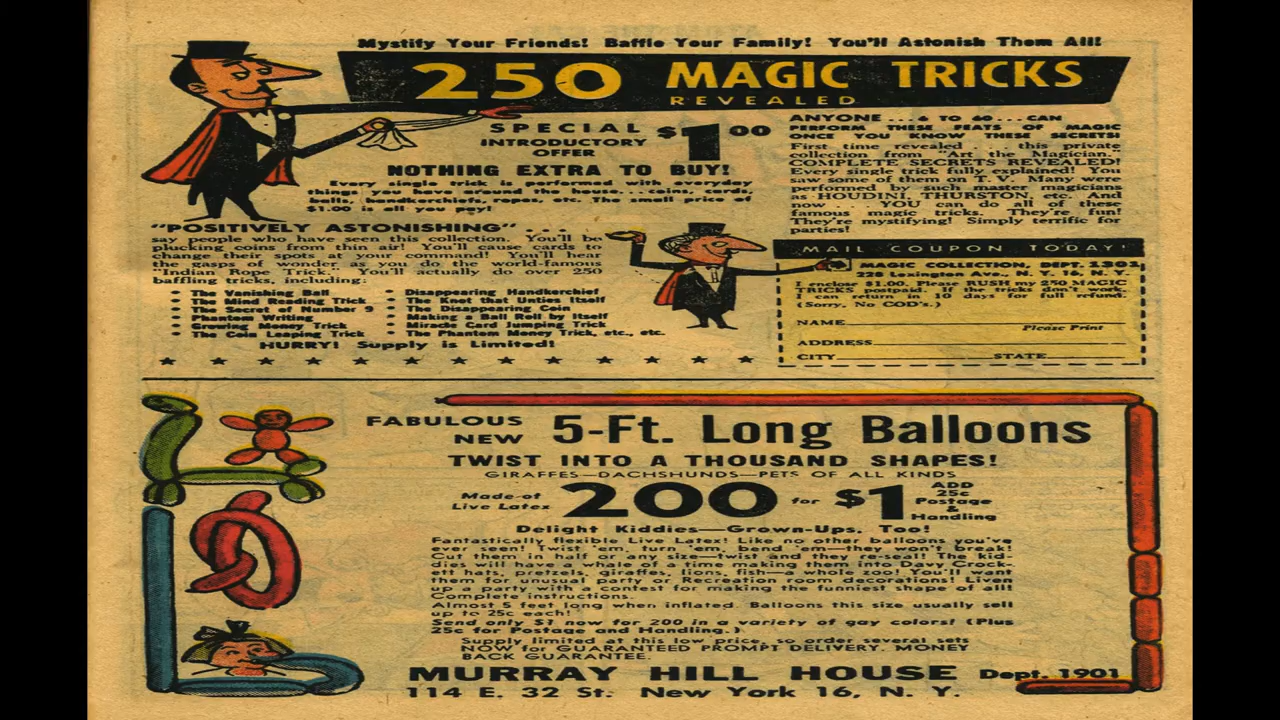 Mystify Your Friends! Baffle Your Family! You'll Astonish Them All!
250 MAGIC TRICKS
REVEALED
SPECIAL
INTRODUCTORY
OFFER
$1.00
NOTHING EXTRA TO BUY!
Every single trick is performed with everyday
things you have around the house... coins, cards,
balls, handkerchiefs, ropes, etc. The small price of
$1.00 is all you pay!
ANYONE ... 6 TO 60 ... CAN
PERFORM THESE FEATS OF MAGIC
ONCE YOU KNOW THESE SECRETS!
First time revealed ... this private
collection from "Art the Magician."
COMPLETE SECRETS REVEALED!
Every single trick fully explained! You
saw some of them on T.V. Many were
performed by such master magicians
as HOUDINI, THURSTON, etc. And
now ... YOU can do all of these
famous magic tricks. They're fun!
They're mystifying! Simply terrific for
parties!
"POSITIVELY ASTONISHING" ...
say people who have seen this collection. You'll be
plucking coins from thin air! You'll cause cards to
change their spots at your command! You'll hear
the gasps of wonder as you do the world-famous
"Indian Rope Trick." You'll actually do over 250
baffling tricks, including:
• The Vanishing Ball
• The Mind Reading Trick
• The Secret of Number 9
• Phantom Writing
• Growing Money Trick
• The Coin Leaping Trick
• Disappearing Handkerchief
• The Knot that Unties Itself
• The Disappearing Coin
• Making a Ball Roll by Itself
• Miracle Card Jumping Trick
• The Phantom Money Trick, etc., etc.
HURRY! Supply is Limited!
MAIL COUPON TODAY!
MAGIC COLLECTION, DEPT. 1301
228 Lexington Ave., N. Y. 16, N. Y.
I enclose $1.00. Please RUSH my 250 MAGIC
TRICKS postpaid. If the tricks don't work,
I can return in 10 days for full refund.
(Sorry, No COD's.)
NAME
Please Print
ADDRESS
CITY STATE
FABULOUS
NEW
5-Ft. Long Balloons
TWIST INTO A THOUSAND SHAPES!
GIRAFFES—DACHSHUNDS—PETS OF ALL KINDS
Made of
Live Latex
200 for $1
ADD
25c
Postage
&
Handling
Delight Kiddies—Grown-Ups, Too!
Fantastically flexible Live Latex! Like no other balloons you've
ever seen! Twist 'em, turn 'em, bend 'em—they won't break!
Cut them in half or any size—twist and they re-seal! The kid-
dies will have a whale of a time making them into Davy Crock-
ett hats, pretzels, giraffes, lions, fish—a whole zoo! You'll want
them for unusual party or Recreation room decorations! Liven
up a party with a contest for making the funniest shape of all!
Complete instructions.
Almost 5 feet long when inflated. Balloons this size usually sell
up to 25c each!
Send only $1 now for 200 in a variety of gay colors! (Plus
25c for Postage and Handling.)
Supply limited at this low price, so order several sets
NOW for GUARANTEED PROMPT DELIVERY. MONEY
BACK GUARANTEE.
MURRAY HILL HOUSE Dept. 1901
114 E. 32 St. New York 16, N. Y.